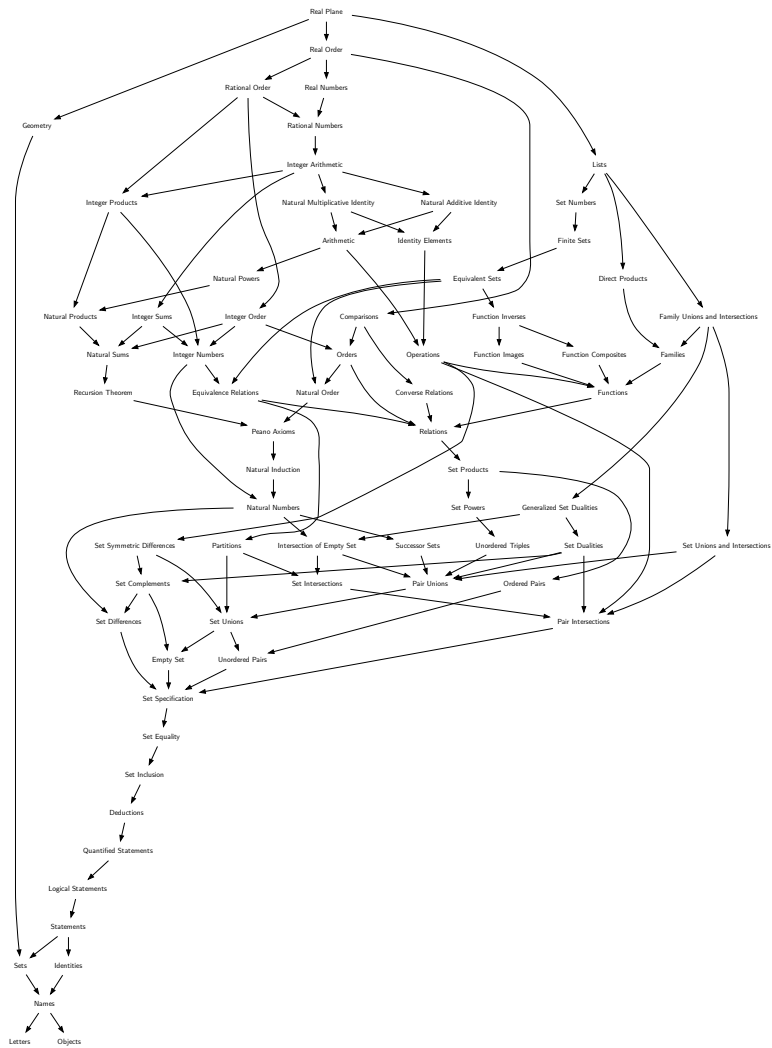 Real Plane
Real Order
Rational Order
Real Numbers
Geometry
Rational Numbers
Integer Arithmetic
Lists
Integer Products
Natural Multiplicative Identity
Natural Additive Identity
Set Numbers
Arithmetic
Identity Elements
Finite Sets
Natural Powers
Equivalent Sets
Direct Products
Natural Products
Integer Sums
Integer Order
Comparisons
Function Inverses
Family Unions and Intersections
Natural Sums
Integer Numbers
Orders
Operations
Function Images
Function Composites
Families
Recursion Theorem
Equivalence Relations
Natural Order
Converse Relations
Functions
Peano Axioms
Relations
Natural Induction
Set Products
Natural Numbers
Set Powers
Generalized Set Dualities
Set Symmetric Differences
Partitions
Intersection of Empty Set
Successor Sets
Unordered Triples
Set Dualities
Set Unions and Intersections
Set Complements
Set Intersections
Pair Unions
Ordered Pairs
Set Differences
Set Unions
Pair Intersections
Empty Set
Unordered Pairs
Set Specification
Set Equality
Set Inclusion
Deductions
Quantified Statements
Logical Statements
Statements
Sets
Identities
Names
Letters
Objects